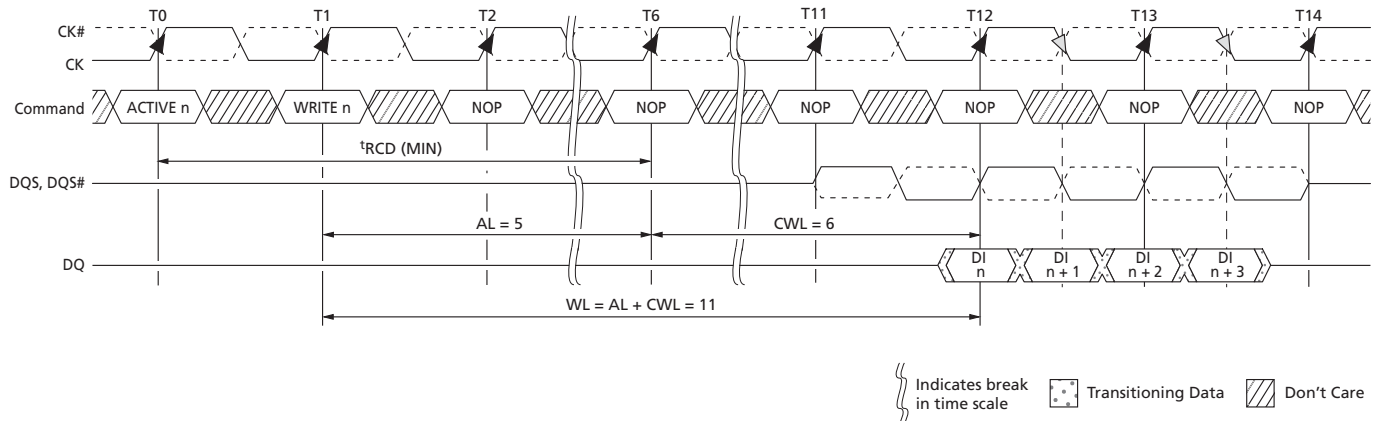 T0 T1 T2 T6 T11 T12 T13 T14
CK#
CK
Command ACTIVE n WRITE n NOP NOP NOP NOP NOP NOP
tRCD (MIN)
DQS, DQS#
AL = 5 CWL = 6
DQ DI n DI n + 1 DI n + 2 DI n + 3
WL = AL + CWL = 11
Indicates break in time scale Transitioning Data Don't Care